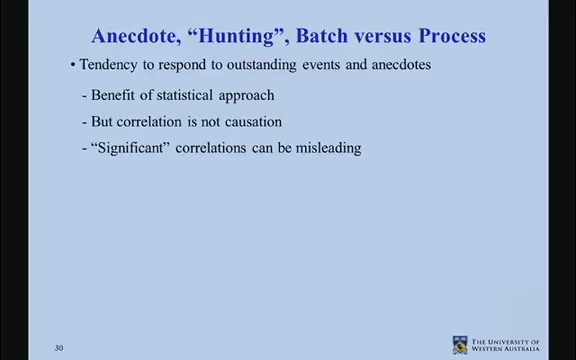 Anecdote, “Hunting”, Batch versus Process
• Tendency to respond to outstanding events and anecdotes
- Benefit of statistical approach
- But correlation is not causation
- “Significant” correlations can be misleading
30
THE UNIVERSITY OF
WESTERN AUSTRALIA